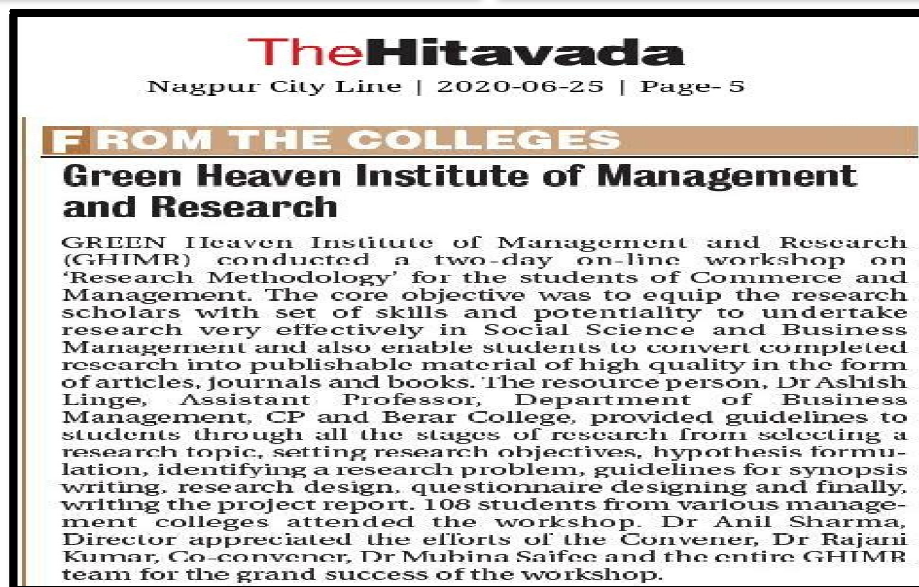 TheHitavada
Nagpur City Line | 2020-06-25 | Page- 5
FROM THE COLLEGES
Green Heaven Institute of Management
and Research
GREEN Heaven Institute of Management and Research
(GHIMR) conducted a two-day on-line workshop on
‘Research Methodology’ for the students of Commerce and
Management. The core objective was to equip the research
scholars with set of skills and potentiality to undertake
research very effectively in Social Science and Business
Management and also enable students to convert completed
research into publishable material of high quality in the form
of articles, journals and books. The resource person, Dr Ashish
Linge, Assistant Professor, Department of Business
Management, CP and Berar College, provided guidelines to
students through all the stages of research from selecting a
research topic, setting research objectives, hypothesis formu-
lation, identifying a research problem, guidelines for synopsis
writing, research design, questionnaire designing and finally,
writing the project report. 108 students from various manage-
ment colleges attended the workshop. Dr Anil Sharma,
Director appreciated the efforts of the Convener, Dr Rajani
Kumar, Co-convener, Dr Mubina Saifee and the entire GHIMR
team for the grand success of the workshop.